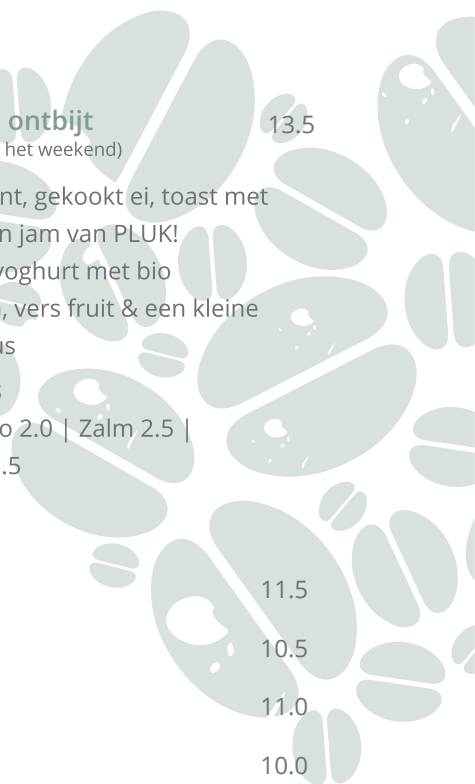 ontbijt 13.5
het weekend)
nt, gekookt ei, toast met
n jam van PLUK!
yoghurt met bio
, vers fruit & een kleine
us
s
o 2.0 | Zalm 2.5 |
.5
11.5
10.5
11.0
10.0